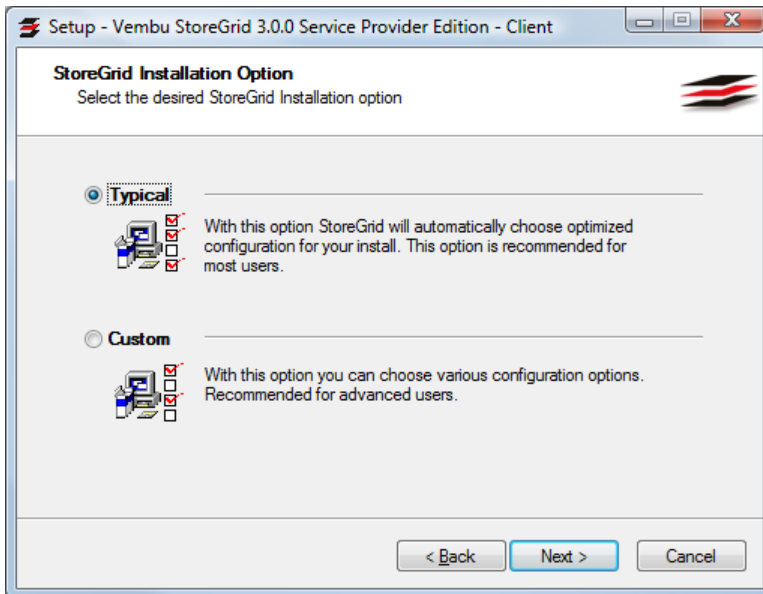 Setup - Vembu StoreGrid 3.0.0 Service Provider Edition - Client
StoreGrid Installation Option
Select the desired StoreGrid Installation option
Typical
With this option StoreGrid will automatically choose optimized
configuration for your install. This option is recommended for
most users.
Custom
With this option you can choose various configuration options.
Recommended for advanced users.
< Back
Next >
Cancel